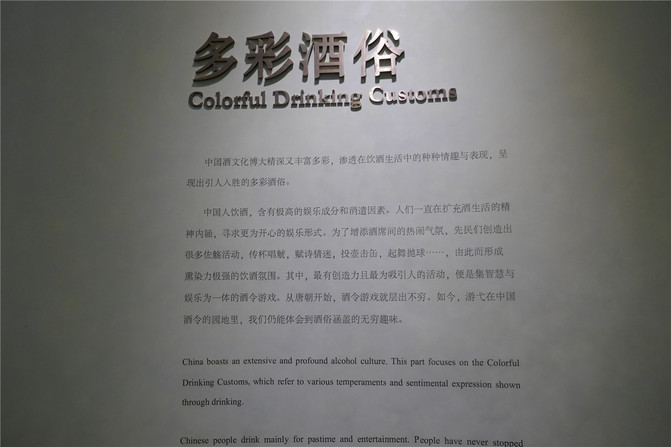 多彩酒俗
Colorful Drinking Customs
中国酒文化博大精深又丰富多彩，渗透在饮酒生活中的种种情趣与表现，呈
现出引人入胜的多彩酒俗。
中国人饮酒，含有极高的娱乐成分和消遣因素。人们一直在扩充酒生活的精
神内涵，寻求更为开心的娱乐形式。为了增添酒席间的热闹气氛，先民们创造出
很多佐觞活动，传杯唱觥，赋诗猜迷，投壶击缶，起舞抛球……，由此而形成
熏染力极强的饮酒氛围。其中，最有创造力且最为吸引人的活动，便是集智慧与
娱乐为一体的酒令游戏。从唐朝开始，酒令游戏就层出不穷。如今，游弋在中国
酒令的园地里，我们仍能体会到酒俗涵盖的无穷趣味。
China boasts an extensive and profound alcohol culture. This part focuses on the Colorful
Drinking Customs, which refer to various temperaments and sentimental expression shown
through drinking.
Chinese people drink mainly for pastime and entertainment. People have never stopped